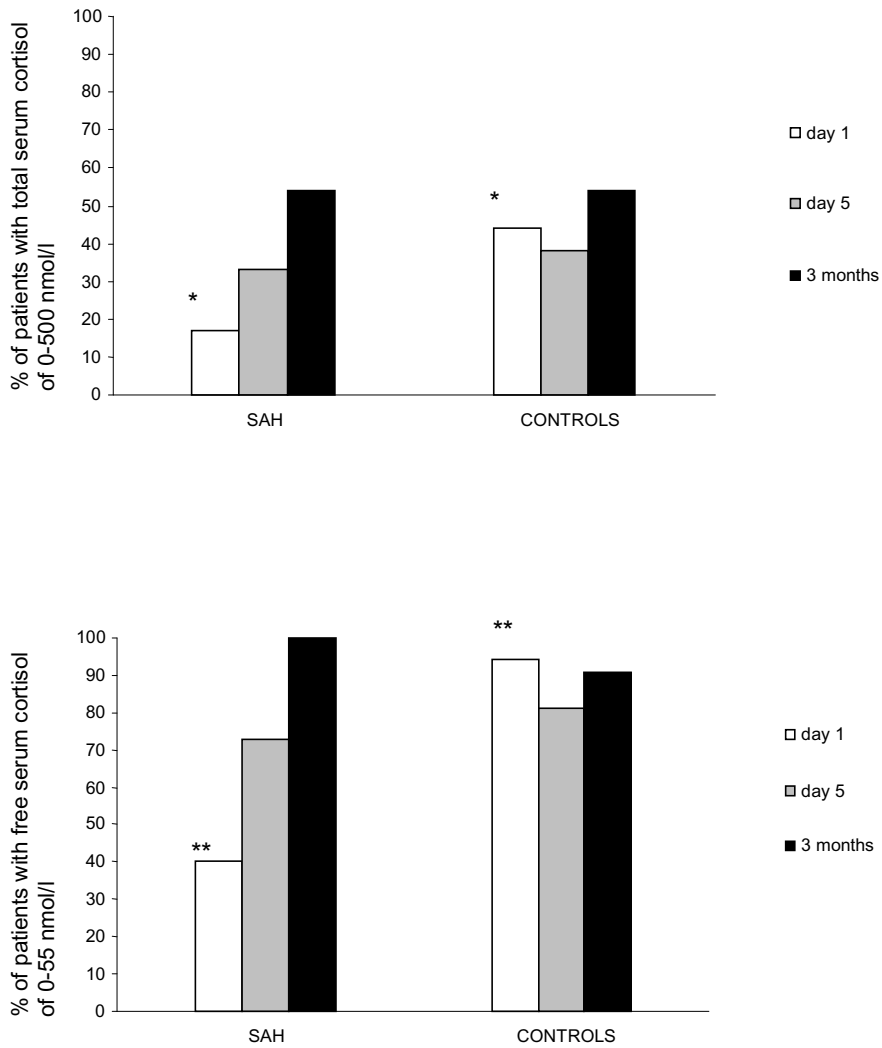 % of patients with total serum cortisol
of 0-500 nmol/l
100
90
80
70
60
50
40
30
20
10
0
*
*
SAH
CONTROLS
day 1
day 5
3 months
% of patients with free serum cortisol
of 0-55 nmol/l
100
90
80
70
60
50
40
30
20
10
0
**
**
SAH
CONTROLS
day 1
day 5
3 months